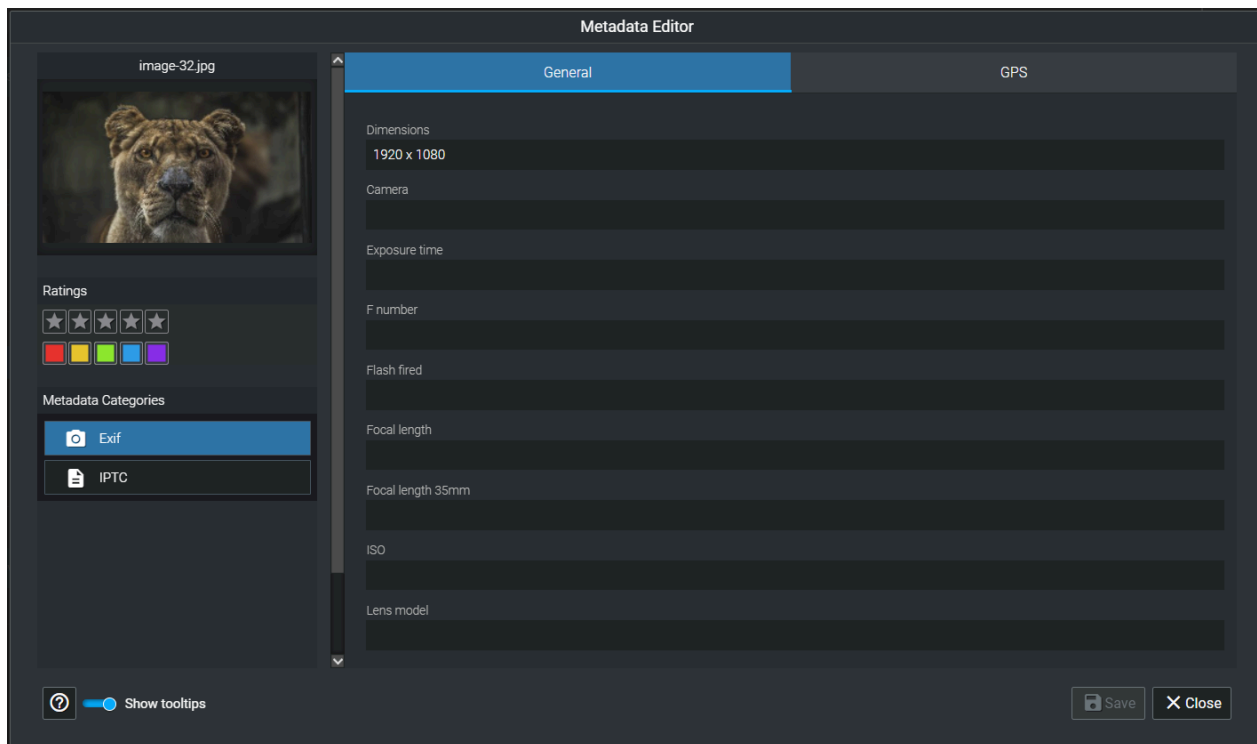 Metadata Editor
image-32.jpg
General
GPS
Dimensions
1920 x 1080
Camera
Exposure time
Ratings
F number
Flash fired
Metadata Categories
Exif
Focal length
IPTC
Focal length 35mm
ISO
Lens model
Show tooltips
Save
Close